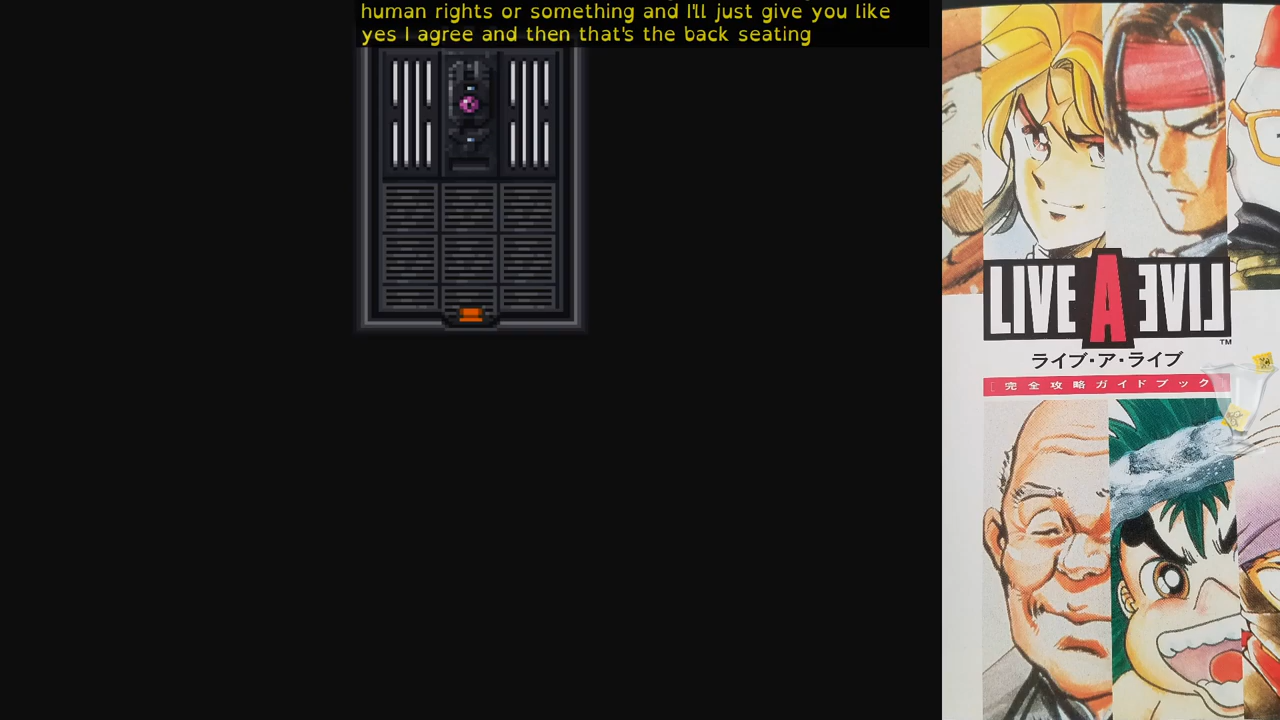 human rights or something and I'll just give you like
yes I agree and then that's the back seating
LIVE A LIVE
TM
ライブ・ア・ライブ
完全攻略ガイドブック